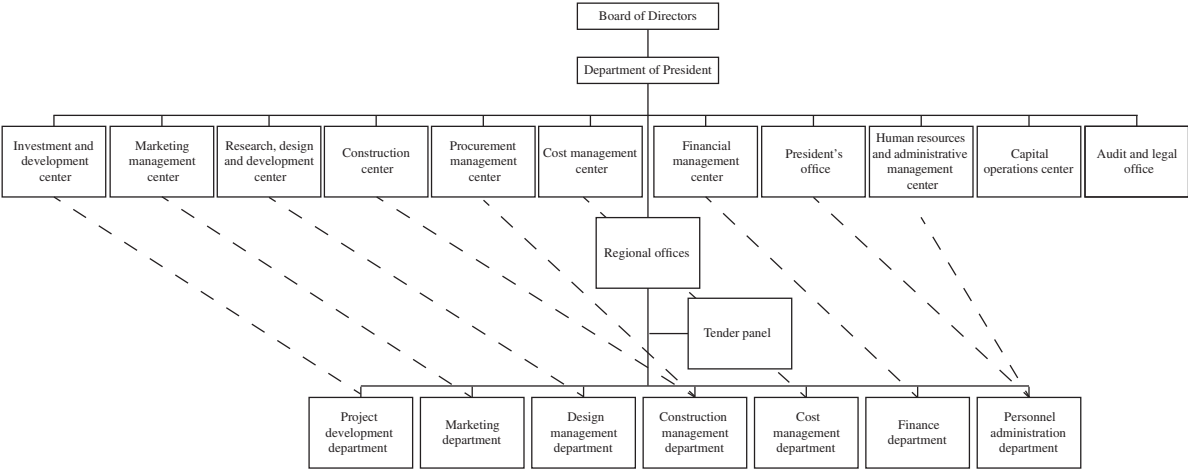 Board of Directors
Department of President
Investment and
development
center
Marketing
management
center
Research, design
and development
center
Construction
center
Procurement
management
center
Cost management
center
Financial
management
center
President's
office
Human resources
and administrative
management
center
Capital
operations center
Audit and legal
office
Regional offices
Tender panel
Project
development
department
Marketing
department
Design
management
department
Construction
management
department
Cost
management
department
Finance
department
Personnel
administration
department